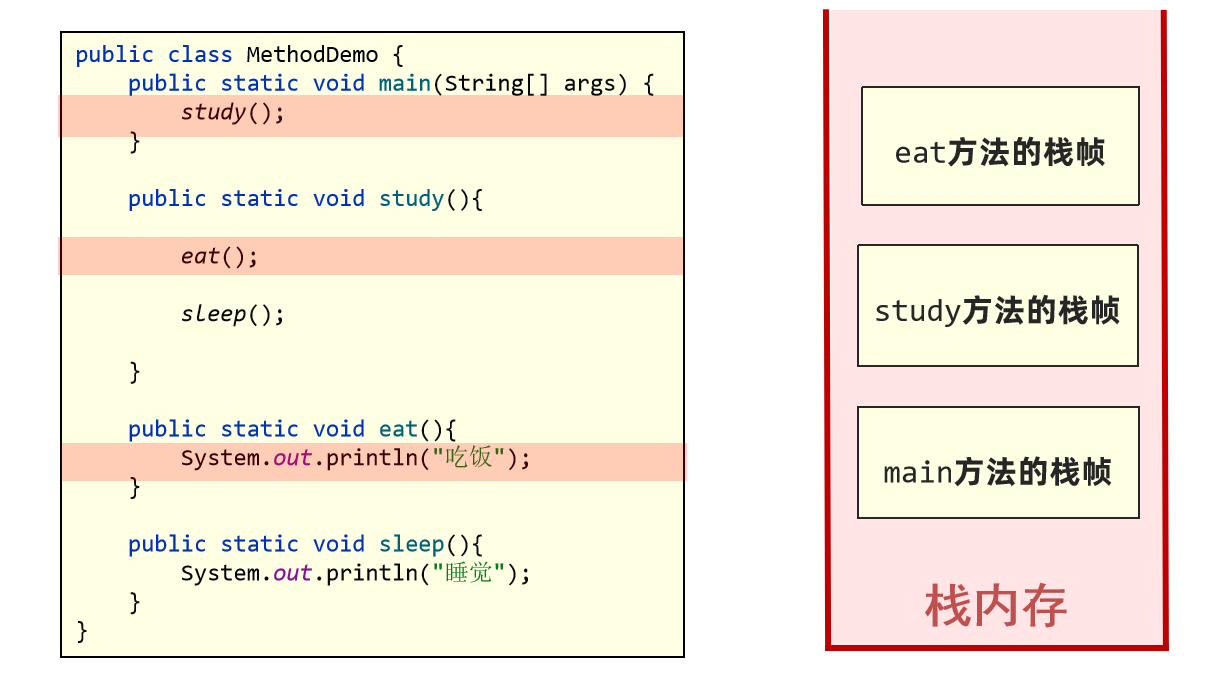 public class MethodDemo {
public static void main(String[] args) {
study();
}
public static void study(){
eat();
sleep();
}
public static void eat(){
System.out.println("吃饭");
}
public static void sleep(){
System.out.println("睡觉");
}
}
eat方法的栈帧
study方法的栈帧
main方法的栈帧
栈内存